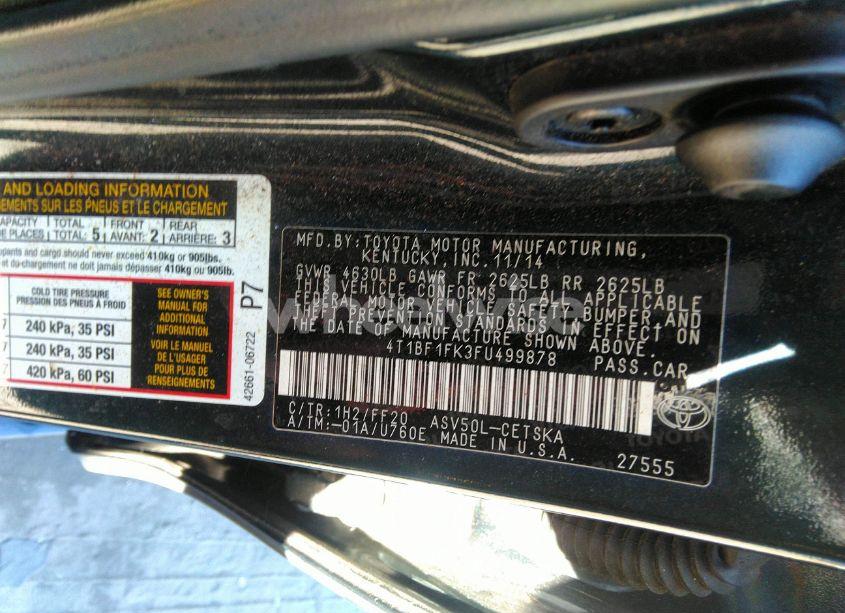 AND LOADING INFORMATION
SUR LES PNEUS ET LE CHARGEMENT
TOTAL FRONT REAR
TOTAL: 5 AVANT: 2 ARRIÈRE: 3
and cargo should never exceed 410kg or 905lbs.
et du chargement ne doit jamais dépasser 410kg ou 905lb.
COLD TIRE PRESSURE
PRESSION DES PNEUS À FROID
240 kPa, 35 PSI
240 kPa, 35 PSI
420 kPa, 60 PSI
SEE OWNER'S
MANUAL FOR
ADDITIONAL
INFORMATION
VOIR LE MANUEL
DE L'USAGER
POUR PLUS DE
RENSEIGNEMENTS
P7
42661-06722
MFD.BY:TOYOTA MOTOR MANUFACTURING,
KENTUCKY,INC.11/14
GVWR 4630LB GAWR FR 2625LB RR 2625LB
THIS VEHICLE CONFORMS TO ALL APPLICABLE
FEDERAL MOTOR VEHICLE SAFETY, BUMPER AND
THEFT PREVENTION STANDARDS IN EFFECT ON
THE DATE OF MANUFACTURE SHOWN ABOVE.
4T1BF1FK3FU499878 PASS.CAR
C/TR:1H2/FF20 ASV50L-CETSKA
A/TM:-01A/U760E MADE IN U.S.A. 27555
TOYOTA